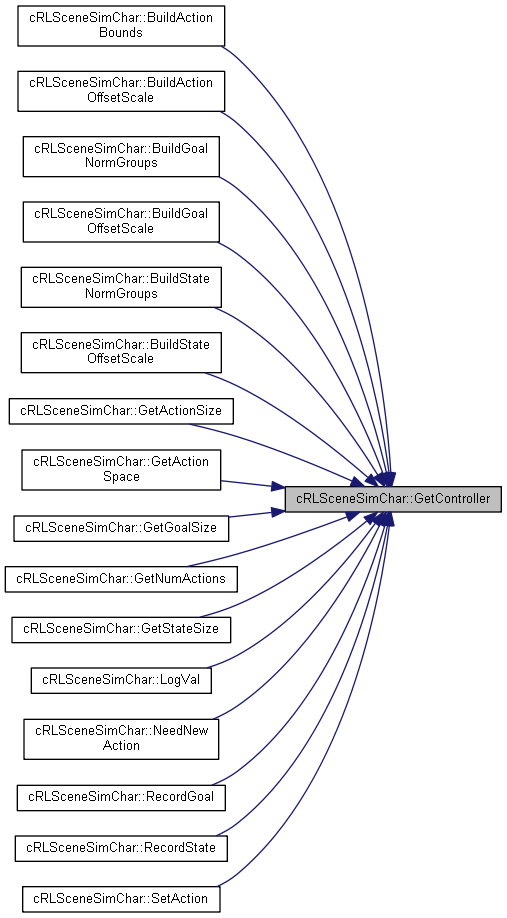 cRLSceneSimChar::BuildAction
Bounds
cRLSceneSimChar::BuildAction
OffsetScale
cRLSceneSimChar::BuildGoal
NormGroups
cRLSceneSimChar::BuildGoal
OffsetScale
cRLSceneSimChar::BuildState
NormGroups
cRLSceneSimChar::BuildState
OffsetScale
cRLSceneSimChar::GetActionSize
cRLSceneSimChar::GetAction
Space
cRLSceneSimChar::GetController
cRLSceneSimChar::GetGoalSize
cRLSceneSimChar::GetNumActions
cRLSceneSimChar::GetStateSize
cRLSceneSimChar::LogVal
cRLSceneSimChar::NeedNew
Action
cRLSceneSimChar::RecordGoal
cRLSceneSimChar::RecordState
cRLSceneSimChar::SetAction